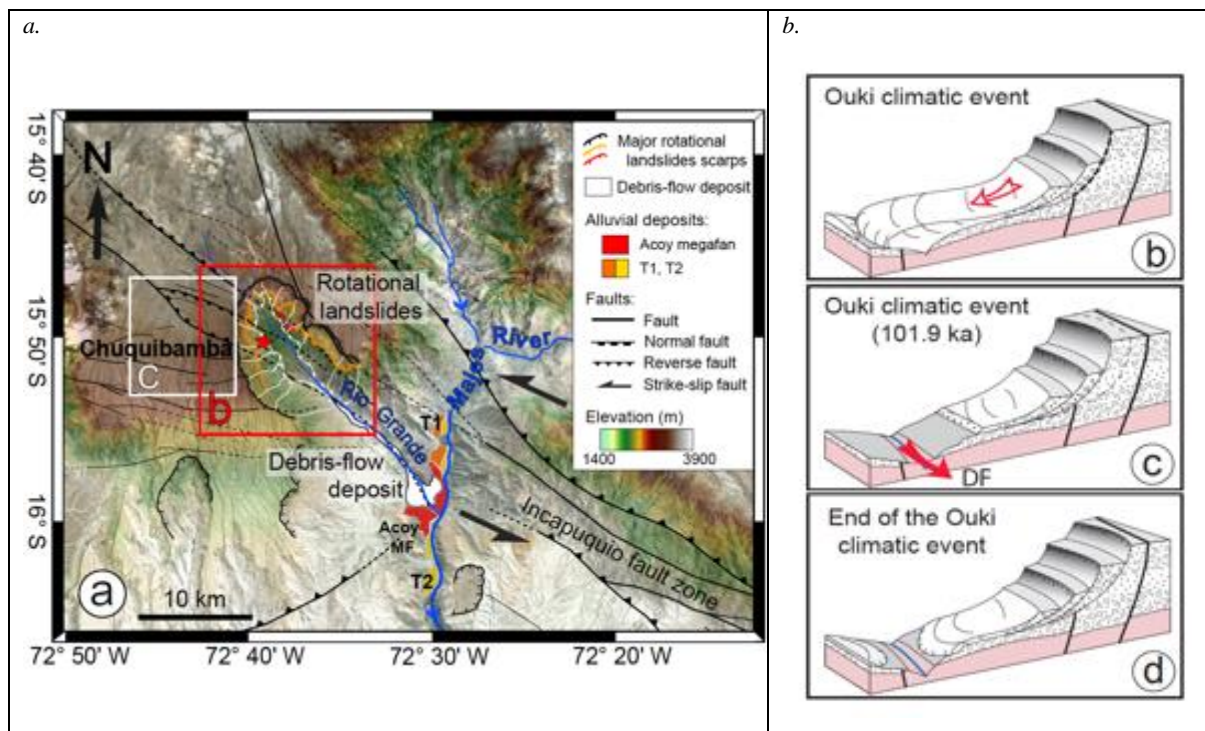 a.
15° 40' S
15° 50' S
16° S
N
Major rotational
landslides scarps
Debris-flow deposit
Alluvial deposits:
Acoy megafan
T1, T2
Faults:
Fault
Normal fault
Reverse fault
Strike-slip fault
Elevation (m)
1400 3900
Rotational
landslides
Chuquibamba
C
b
Rio Grande
River
Majes
T1
Debris-flow
deposit
Acoy
MF
T2
Incapuquio fault zone
a
10 km
72° 50' W 72° 40' W 72° 30' W 72° 20' W
b.
Ouki climatic event
b
Ouki climatic event
(101.9 ka)
DF
c
End of the Ouki
climatic event
d